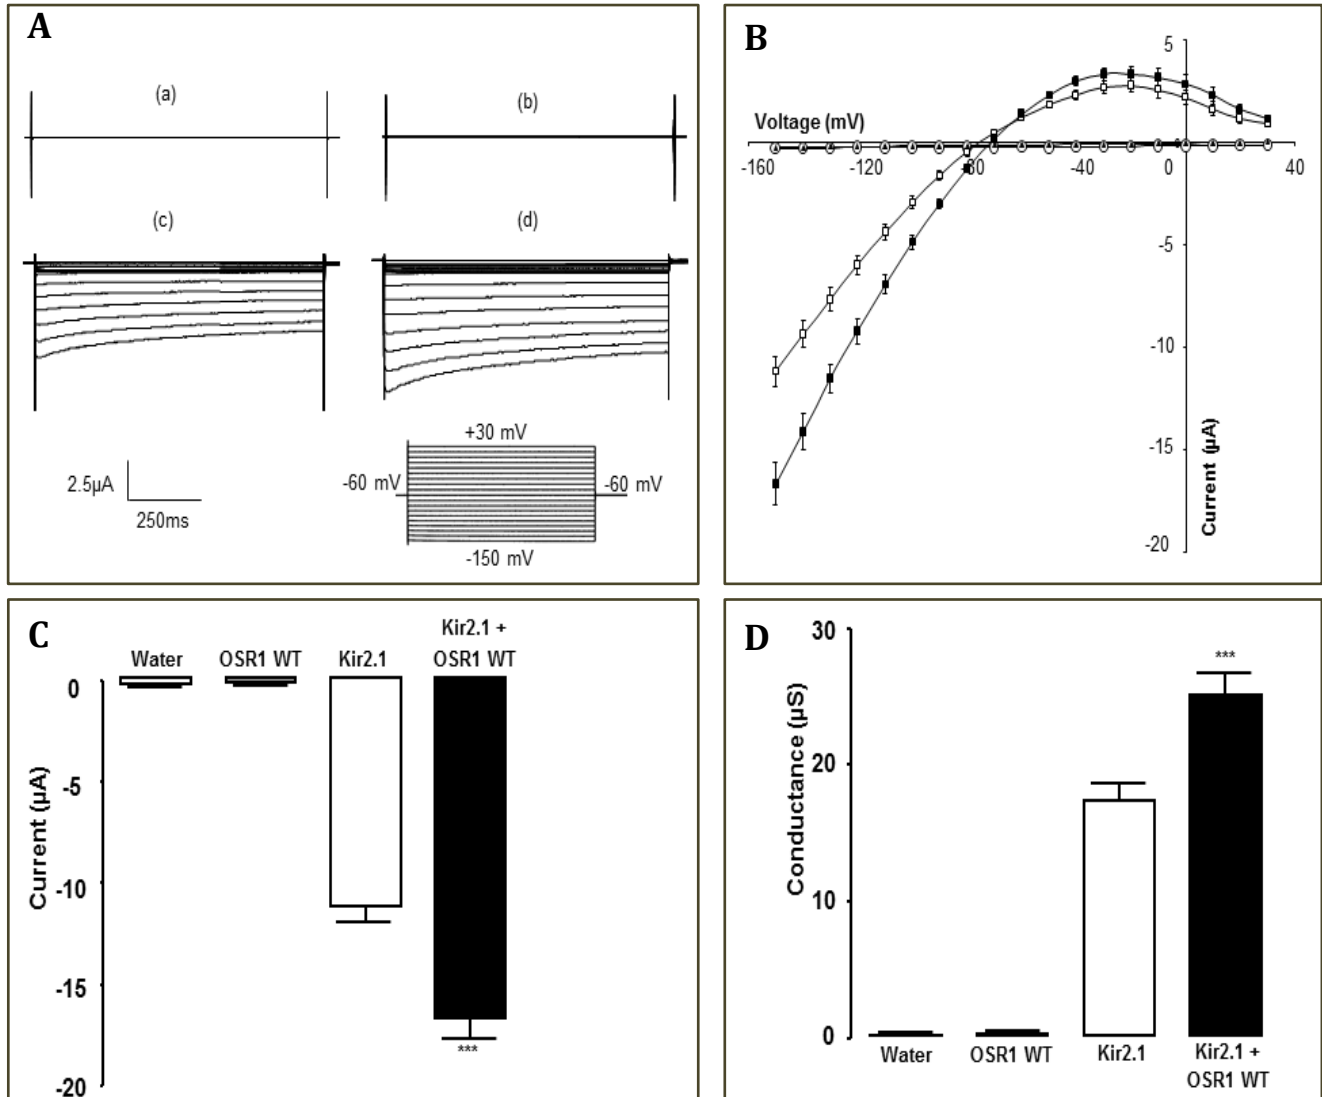 A
(a)
(b)
(c)
(d)
+30 mV
-60 mV
-60 mV
-150 mV
2.5µA
250ms
B
5
Voltage (mV)
-160
-120
-80
-40
0
40
-5
-10
-15
-20
Current (µA)
C
Kir2.1 +
Water
OSR1 WT
Kir2.1
OSR1 WT
0
-5
-10
-15
-20
Current (µA)
***
D
30
20
10
0
Conductance (µS)
***
Water
OSR1 WT
Kir2.1
Kir2.1 +
OSR1 WT